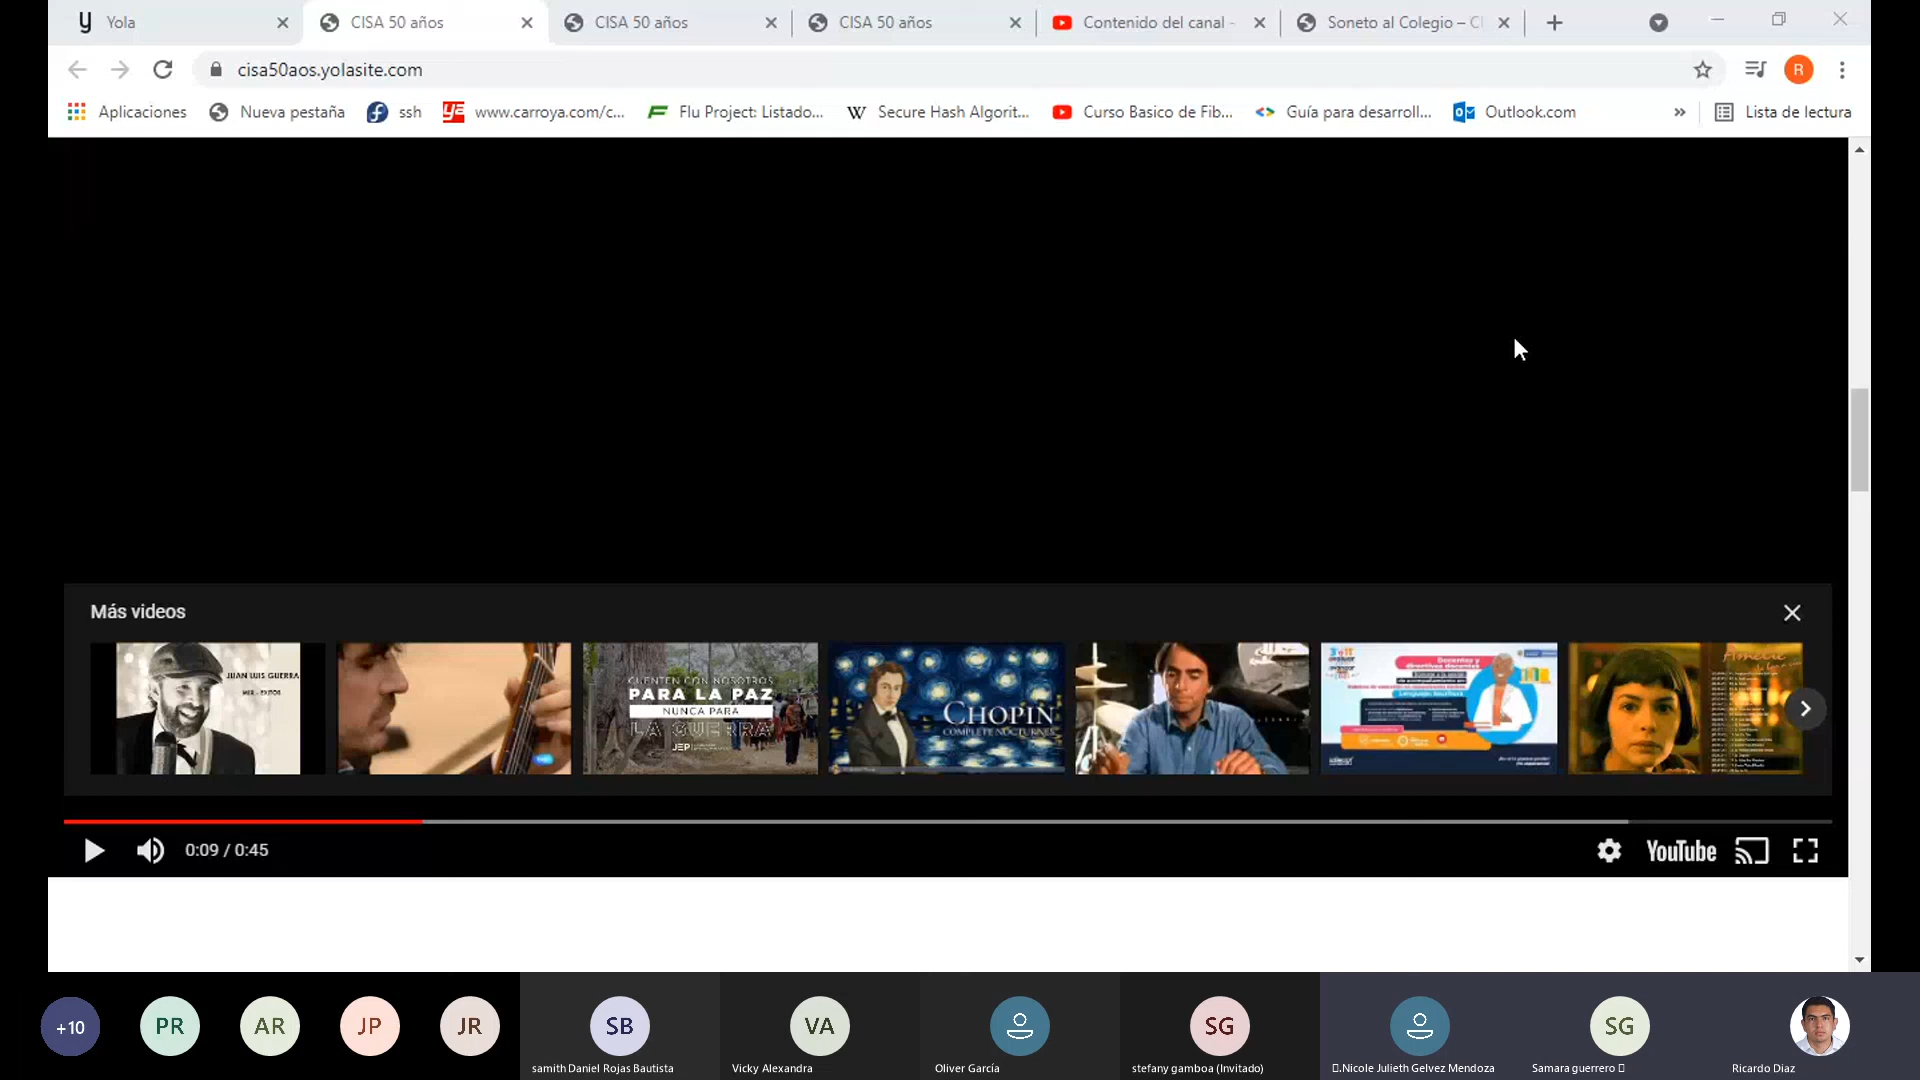 Yola
CISA 50 años
CISA 50 años
CISA 50 años
Contenido del canal -
Soneto al Colegio – CI
cisa50aos.yolasite.com
R
Aplicaciones
Nueva pestaña
ssh
www.carroya.com/c...
Flu Project: Listado...
Secure Hash Algorit...
Curso Basico de Fib...
Guía para desarroll...
Outlook.com
»
Lista de lectura
Más videos
JUAN LUIS GUERRA
CUENTEN CON NOSOTROS
PARA LA PAZ
NUNCA PARA
LA GUERRA
JEP
CHOPIN
COMPLETE NOCTURNES
0:09 / 0:45
YouTube
+10
PR
AR
JP
JR
SB
VA
SG
SG
samith Daniel Rojas Bautista
Vicky Alexandra
Oliver García
stefany gamboa (Invitado)
.Nicole Julieth Gelvez Mendoza
Samara guerrero
Ricardo Diaz